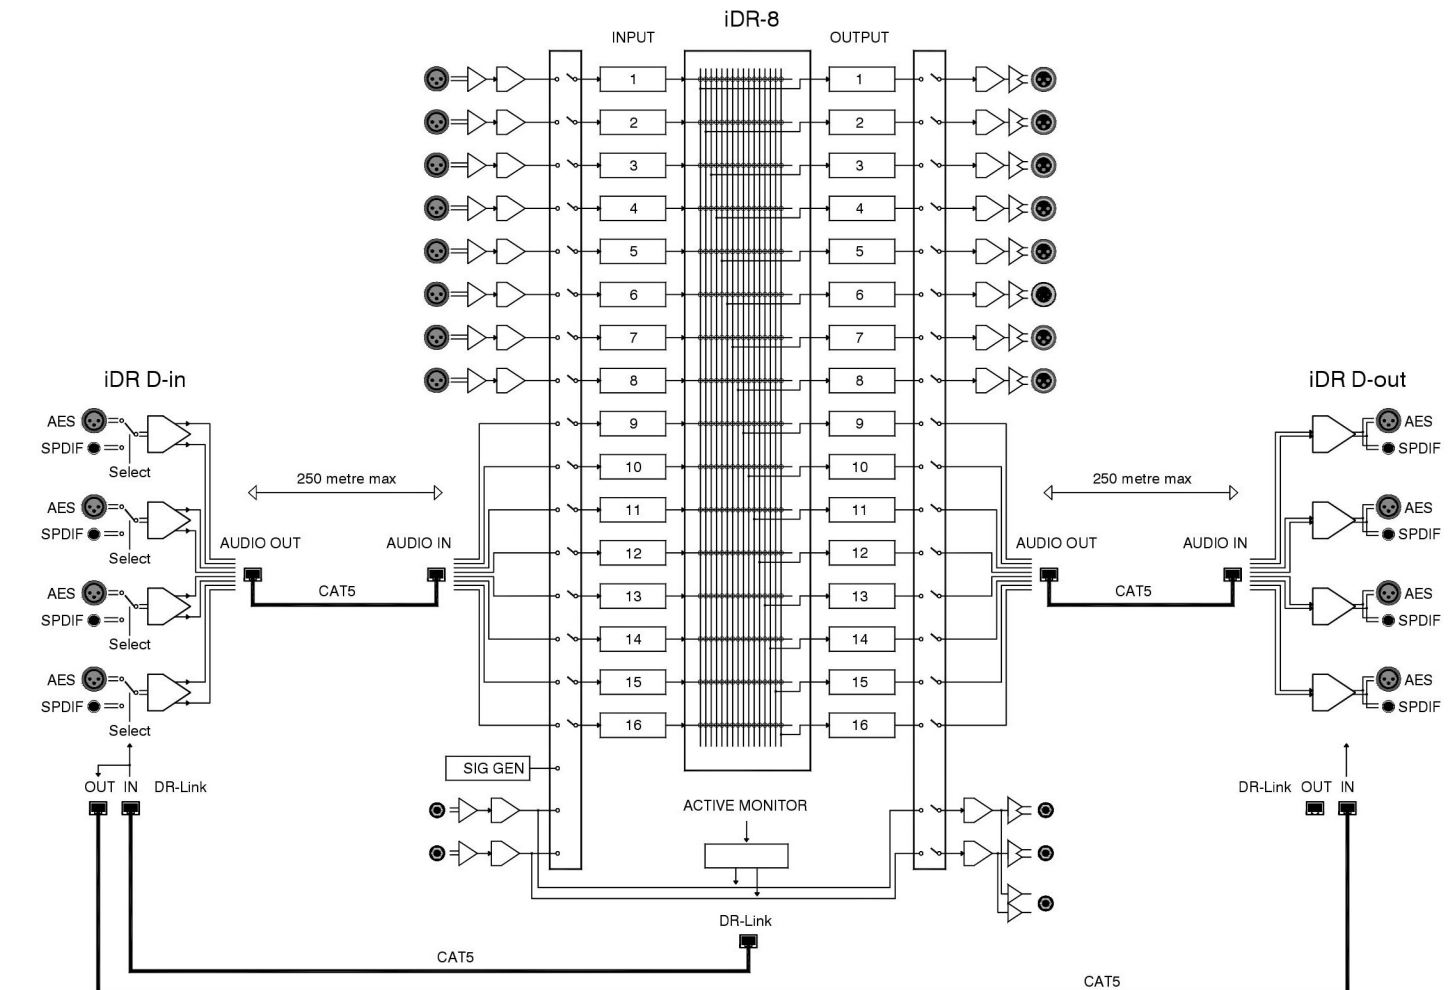 iDR-8
INPUT
OUTPUT
1 1
2 2
3 3
4 4
5 5
6 6
7 7
8 8
9 9
10 10
11 11
12 12
13 13
14 14
15 15
16 16
iDR D-in
AES
SPDIF
Select
AES
SPDIF
Select
AES
SPDIF
Select
AES
SPDIF
Select
250 metre max
AUDIO OUT
AUDIO IN
CAT5
OUT IN DR-Link
SIG GEN
ACTIVE MONITOR
DR-Link
CAT5
250 metre max
AUDIO OUT
AUDIO IN
CAT5
iDR D-out
AES
SPDIF
AES
SPDIF
AES
SPDIF
AES
SPDIF
DR-Link OUT IN
CAT5